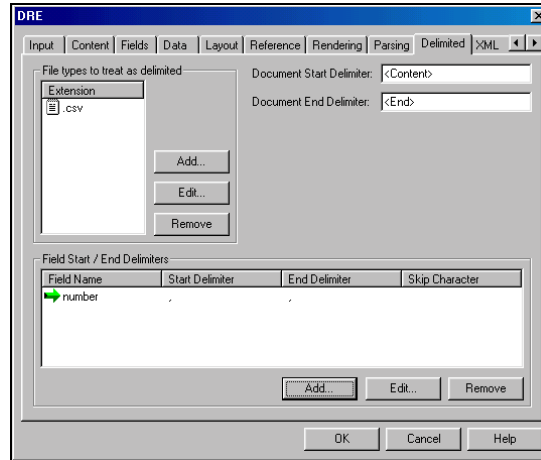 DRE
Input Content Fields Data Layout Reference Rendering Parsing Delimited XML
File types to treat as delimited
Extension
.csv
Add...
Edit...
Remove
Document Start Delimiter: <Content>
Document End Delimiter: <End>
Field Start / End Delimiters
Field Name Start Delimiter End Delimiter Skip Character
number , ,
Add... Edit... Remove
OK Cancel Help